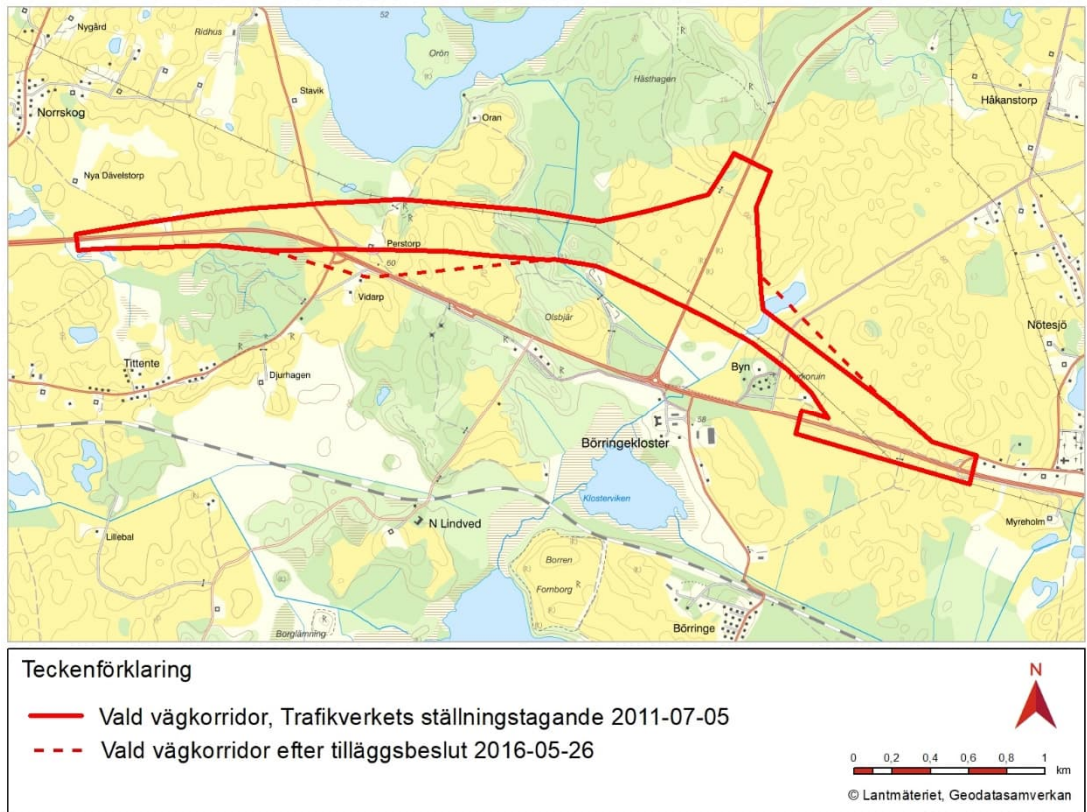 52
Nygård
Ridhus
R
Orön
Hästhagen
Håkanstorp
Stavik
Norrskog
Oran
Nya Dävelstorp
R
Perstorp
60
Vidarp
Olsbjär
R
Nötesjö
Tittente
Djurhagen
R
Byn
Börringekloster
58
Klosterviken
N Lindved
Myreholm
Lillebal
Borren
Fornborg
R
Borglämning
Börringe
Teckenförklaring
Vald vägkorridor, Trafikverkets ställningstagande 2011-07-05
Vald vägkorridor efter tilläggsbeslut 2016-05-26
N
0 0,2 0,4 0,6 0,8 1
km
© Lantmäteriet, Geodatasamverkan